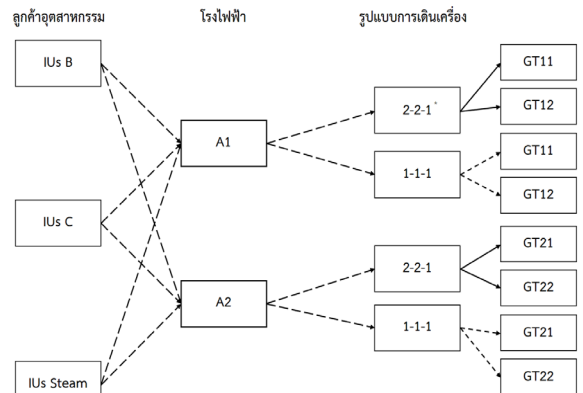 ลูกค้าอุตสาหกรรม
โรงไฟฟ้า
รูปแบบการเดินเครื่อง
IUs B
IUs C
IUs Steam
A1
A2
2-2-1*
1-1-1
2-2-1
1-1-1
GT11
GT12
GT11
GT12
GT21
GT22
GT21
GT22